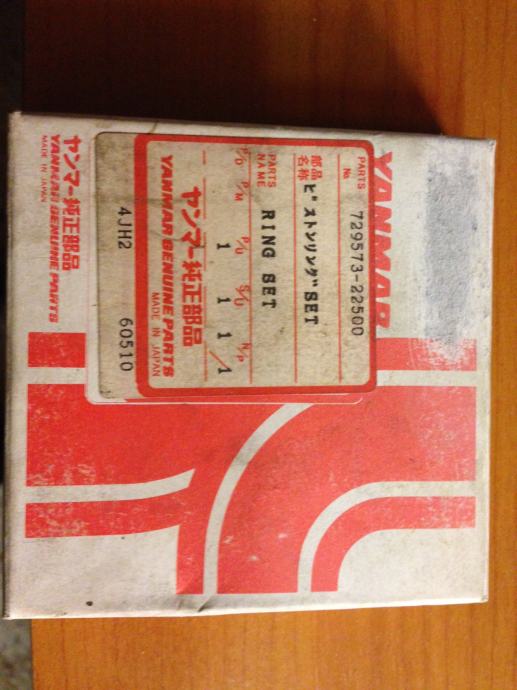 YANMAR
PARTS No. 729573-22500
部品名称 ピストンリングSET
PARTS NAME RING SET
P/D P/M P/U S/U N/P
- 1 1 1/1
ヤンマー純正部品
YANMAR GENUINE PARTS
MADE IN JAPAN
4JH2 60510
ヤンマー純正部品
YANMAR GENUINE PARTS
MADE IN JAPAN